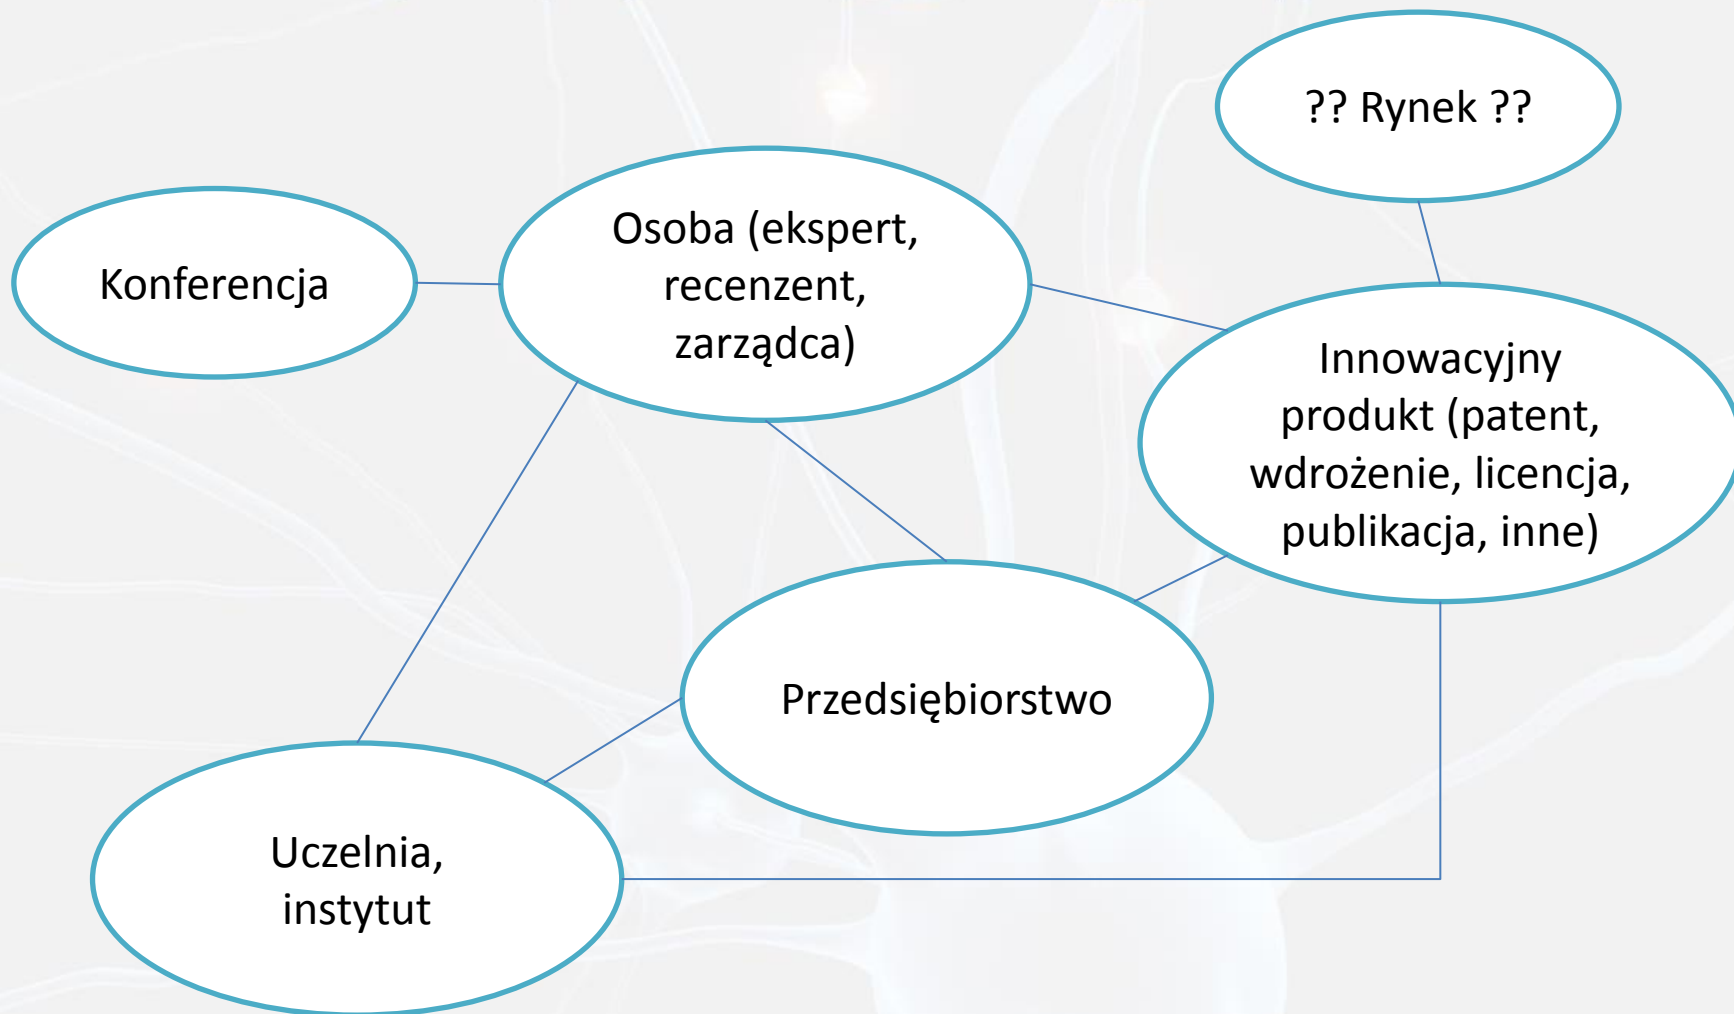 ?? Rynek ??
Konferencja
Osoba (ekspert,
recenzent,
zarządca)
Innowacyjny
produkt (patent,
wdrożenie, licencja,
publikacja, inne)
Przedsiębiorstwo
Uczelnia,
instytut